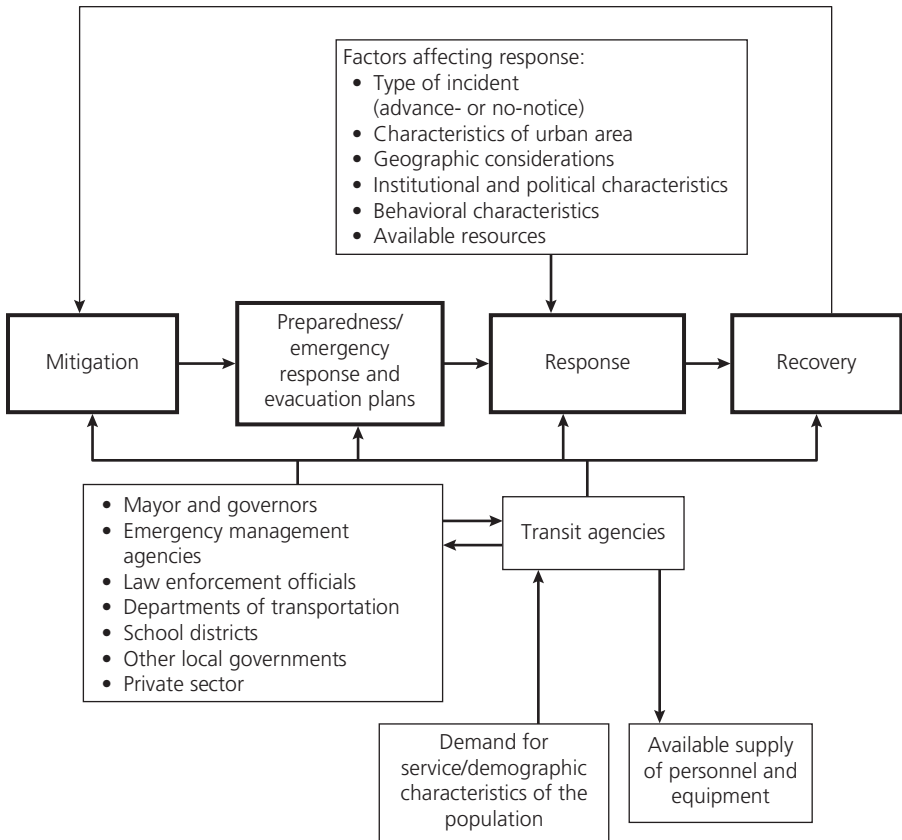 Factors affecting response:
• Type of incident
(advance- or no-notice)
• Characteristics of urban area
• Geographic considerations
• Institutional and political characteristics
• Behavioral characteristics
• Available resources
Mitigation
Preparedness/
emergency
response and
evacuation plans
Response
Recovery
• Mayor and governors
• Emergency management
agencies
• Law enforcement officials
• Departments of transportation
• School districts
• Other local governments
• Private sector
Transit agencies
Demand for
service/demographic
characteristics of the
population
Available supply
of personnel and
equipment